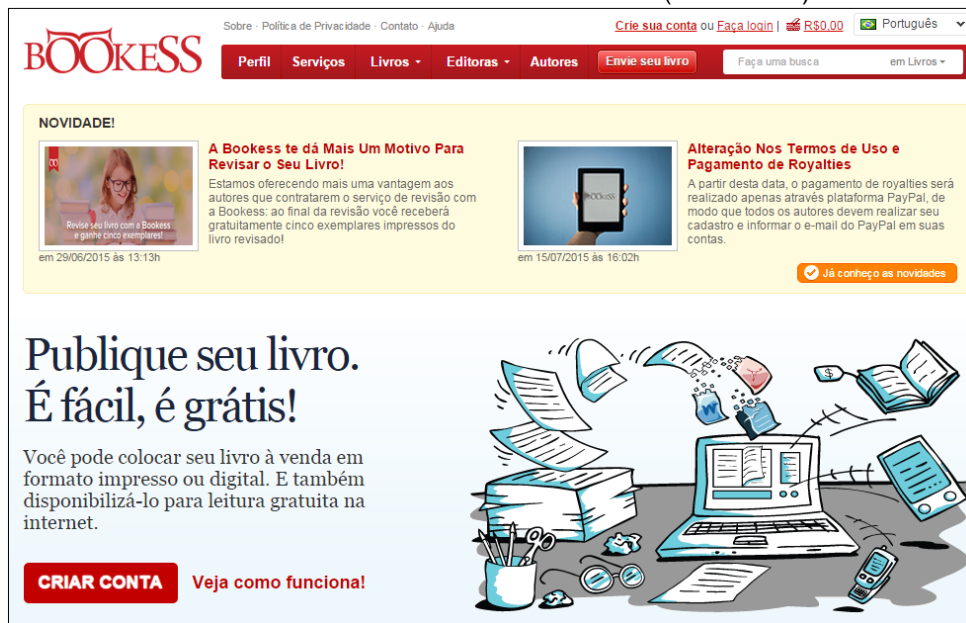 Sobre · Política de Privacidade · Contato · Ajuda
Crie sua conta ou Faça login | R$0,00
Português
BOOKESS
Perfil Serviços Livros Editoras Autores Envie seu livro
Faça uma busca em Livros
NOVIDADE!
A Bookess te dá Mais Um Motivo Para
Revisar o Seu Livro!
Estamos oferecendo mais uma vantagem aos
autores que contratarem o serviço de revisão com
a Bookess: ao final da revisão você receberá
gratuitamente cinco exemplares impressos do
livro revisado!
Revise seu livro com a Bookess
e ganhe cinco exemplares!
em 29/06/2015 às 13:13h
Alteração Nos Termos de Uso e
Pagamento de Royalties
A partir desta data, o pagamento de royalties será
realizado apenas através plataforma PayPal, de
modo que todos os autores devem realizar seu
cadastro e informar o e-mail do PayPal em suas
contas.
BOOKESS
em 15/07/2015 às 16:02h
Já conheço as novidades
Publique seu livro.
É fácil, é grátis!
Você pode colocar seu livro à venda em
formato impresso ou digital. E também
disponibilizá-lo para leitura gratuita na
internet.
CRIAR CONTA Veja como funciona!
W
$